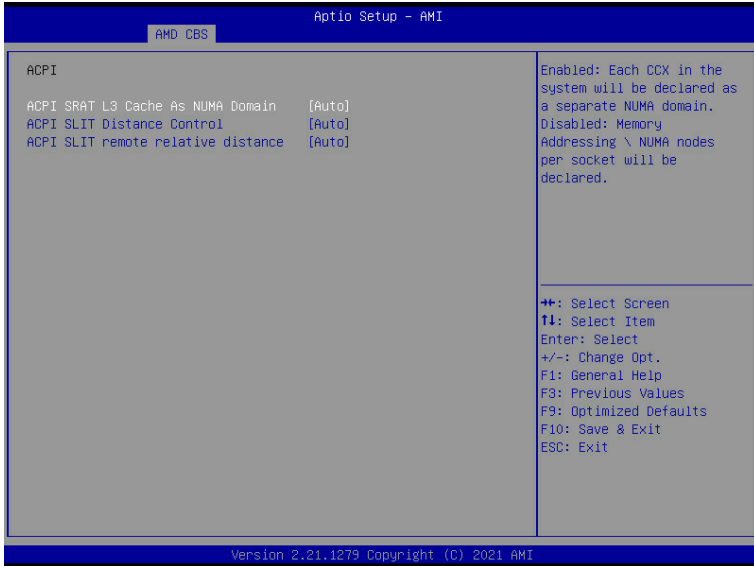 Aptio Setup - AMI
AMD CBS
ACPI
ACPI SRAT L3 Cache As NUMA Domain [Auto]
ACPI SLIT Distance Control [Auto]
ACPI SLIT remote relative distance [Auto]
Enabled: Each CCX in the
system will be declared as
a separate NUMA domain.
Disabled: Memory
Addressing \ NUMA nodes
per socket will be
declared.
→←: Select Screen
↑↓: Select Item
Enter: Select
+/-: Change Opt.
F1: General Help
F3: Previous Values
F9: Optimized Defaults
F10: Save & Exit
ESC: Exit
Version 2.21.1279 Copyright (C) 2021 AMI